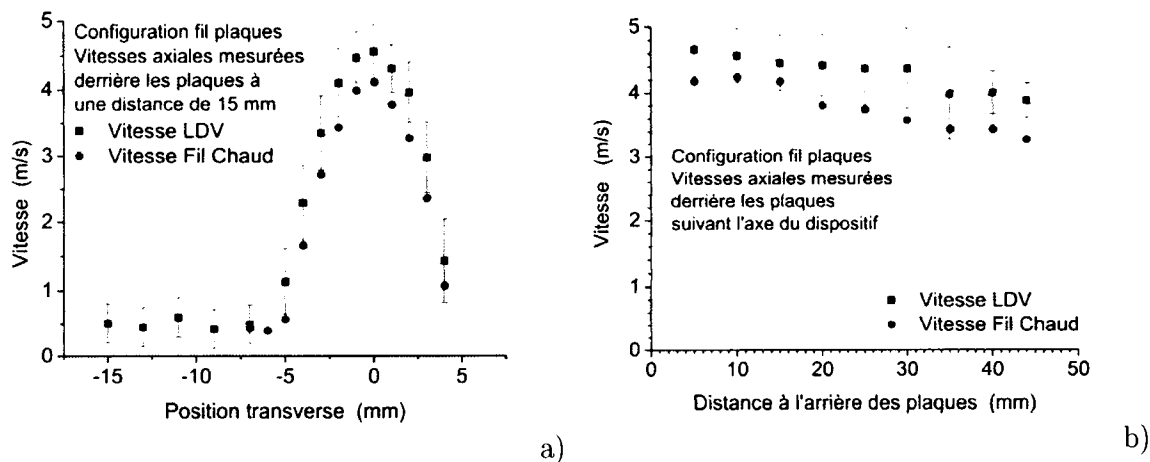 5
4
3
2
1
0
Vitesse (m/s)
Configuration fil plaques
Vitesses axiales mesurées
derrière les plaques à
une distance de 15 mm
Vitesse LDV
Vitesse Fil Chaud
-15
-10
-5
0
5
Position transverse (mm)
a)
5
4
3
2
1
0
Vitesse (m/s)
Configuration fil plaques
Vitesses axiales mesurées
derrière les plaques
suivant l'axe du dispositif
Vitesse LDV
Vitesse Fil Chaud
0
10
20
30
40
50
Distance à l'arrière des plaques (mm)
b)